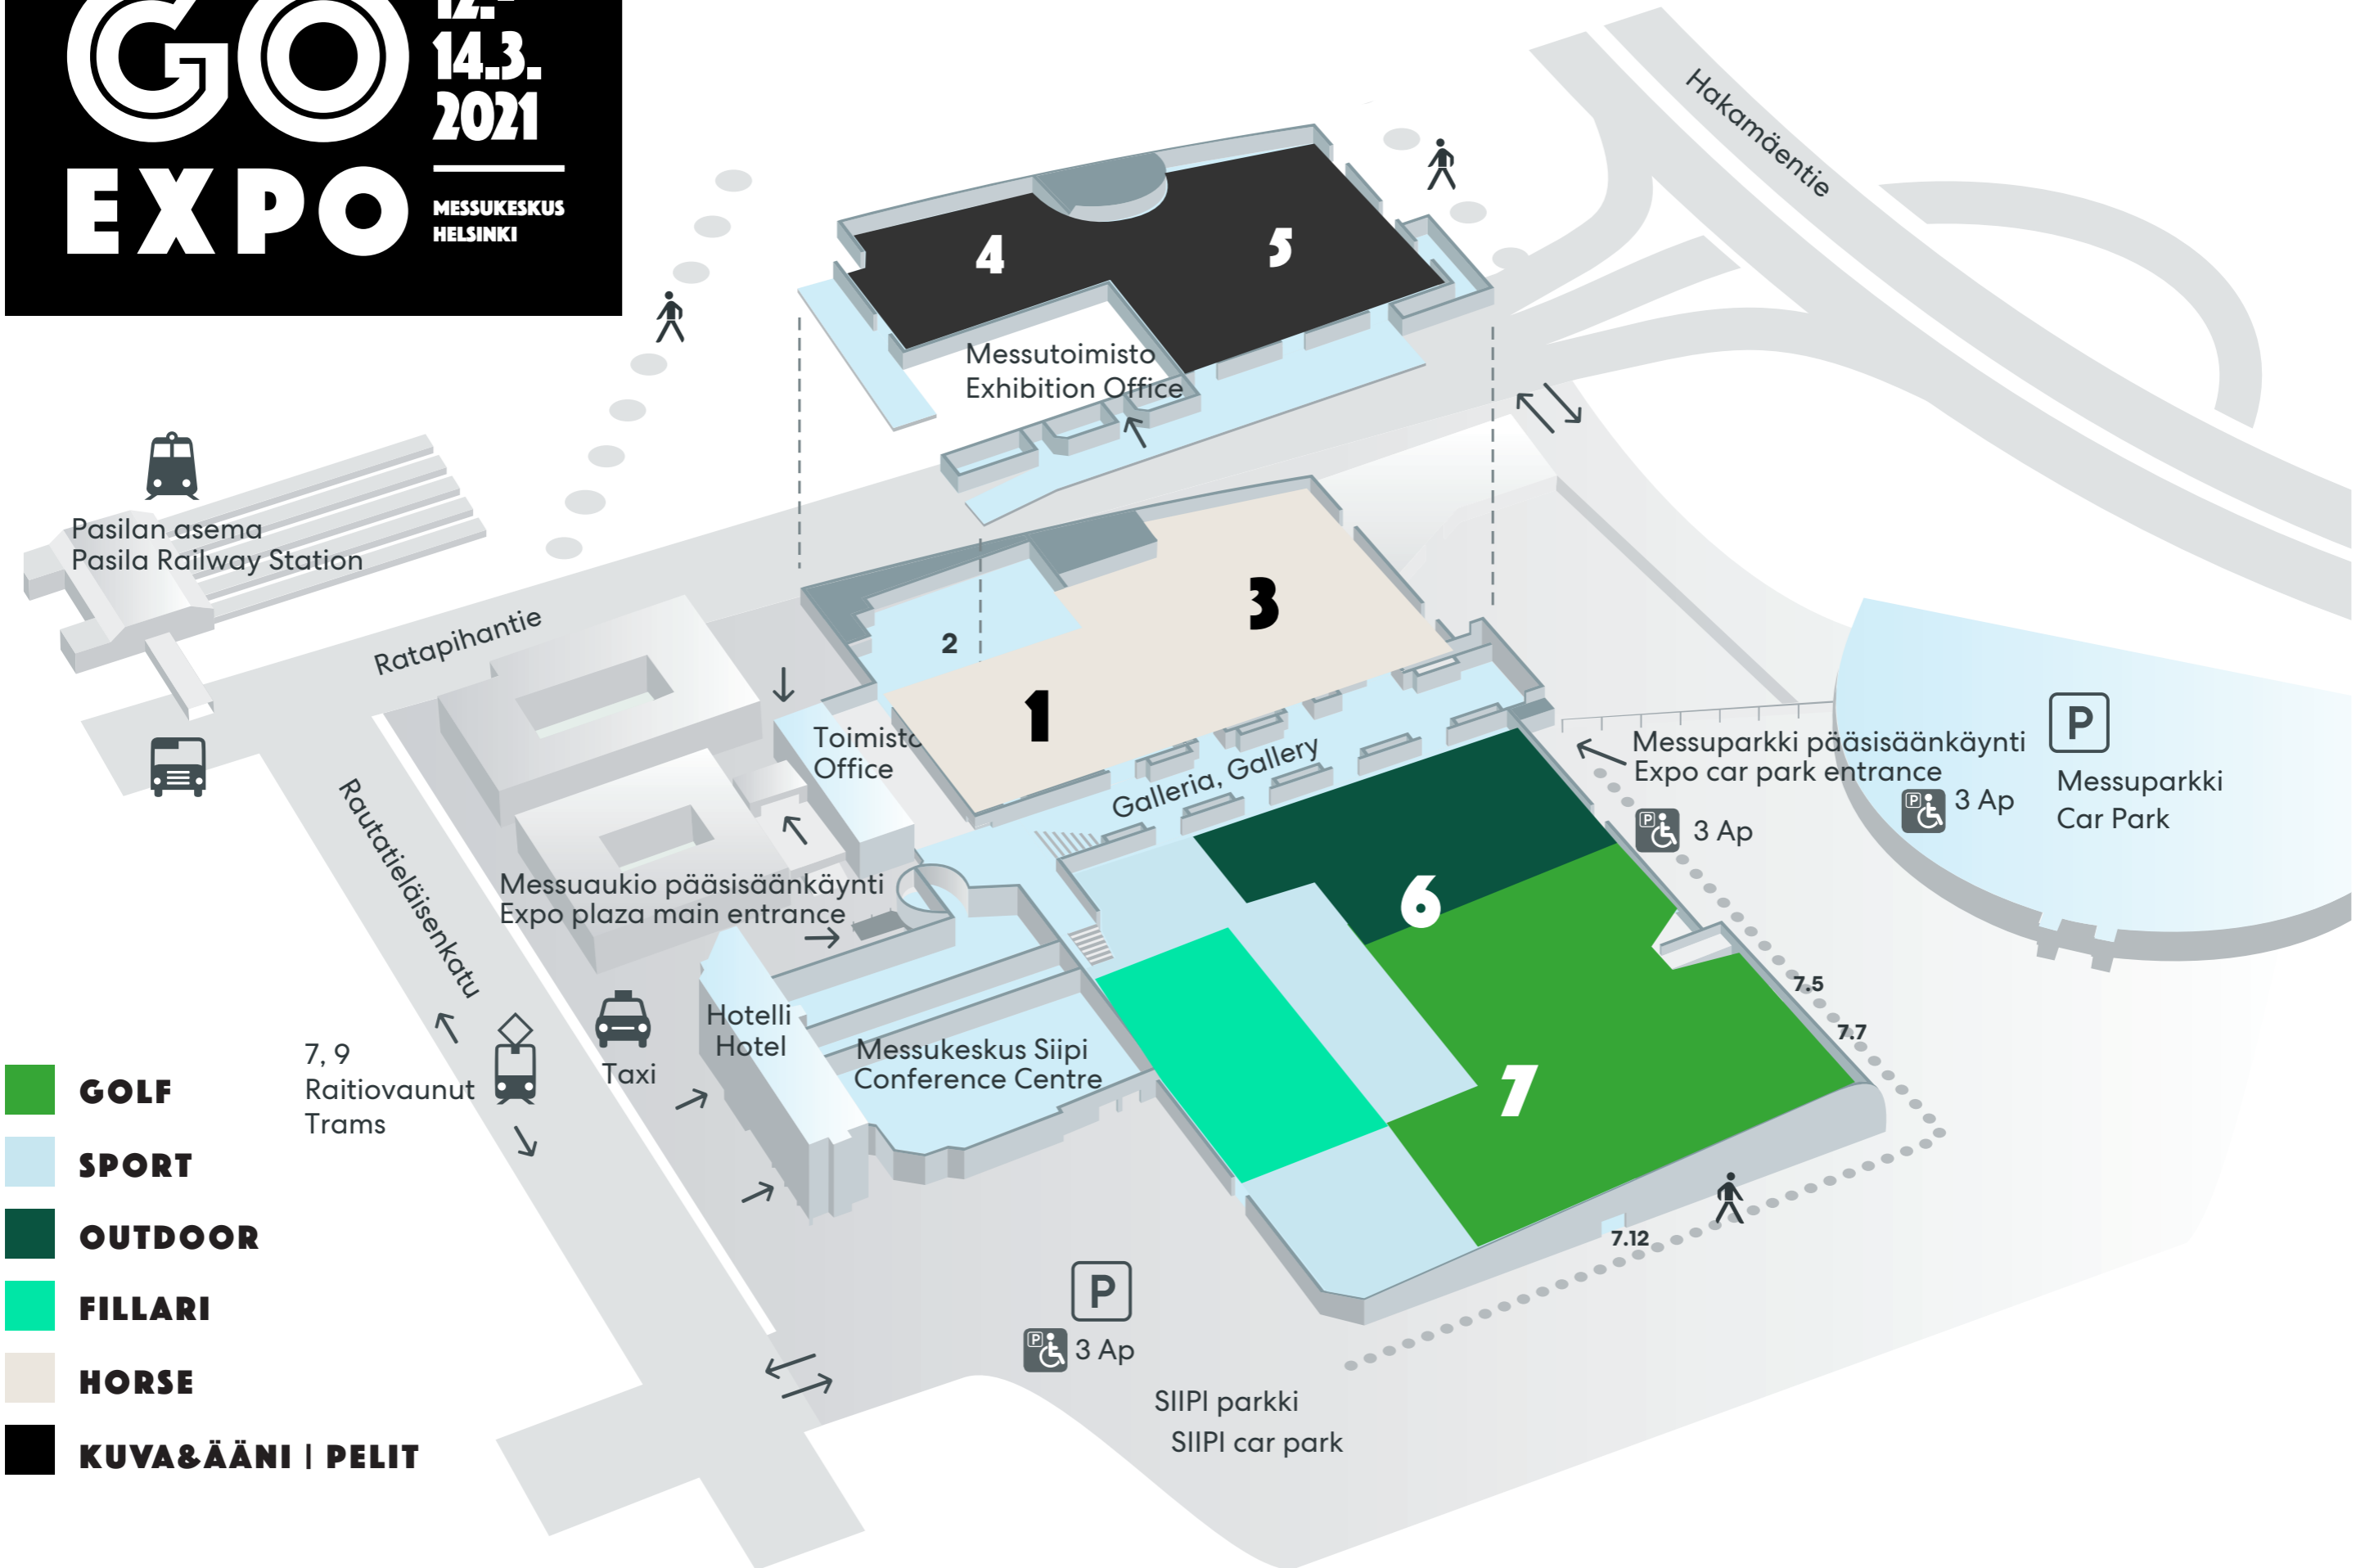 GO
EXPO
12.-
14.3.
2021
MESSUKESKUS
HELSINKI
Hakamäentie
4
5
Messutoimisto
Exhibition Office
Pasilan asema
Pasila Railway Station
Ratapihantie
2
3
1
Toimisto
Office
Galleria, Gallery
Messuparkki pääsisäänkäynti
Expo car park entrance
3 Ap
P
3 Ap
P
P
Messuparkki
Car Park
P
3 Ap
Rautatieläisenkatu
Messuaukio pääsisäänkäynti
Expo plaza main entrance
6
7
7.5
7.7
7.12
Hotelli
Hotel
Messukeskus Siipi
Conference Centre
Taxi
7, 9
Raitiovaunut
Trams
GOLF
SPORT
OUTDOOR
FILLARI
HORSE
KUVA&ÄÄNI | PELIT
P
P
3 Ap
SIIPI parkki
SIIPI car park